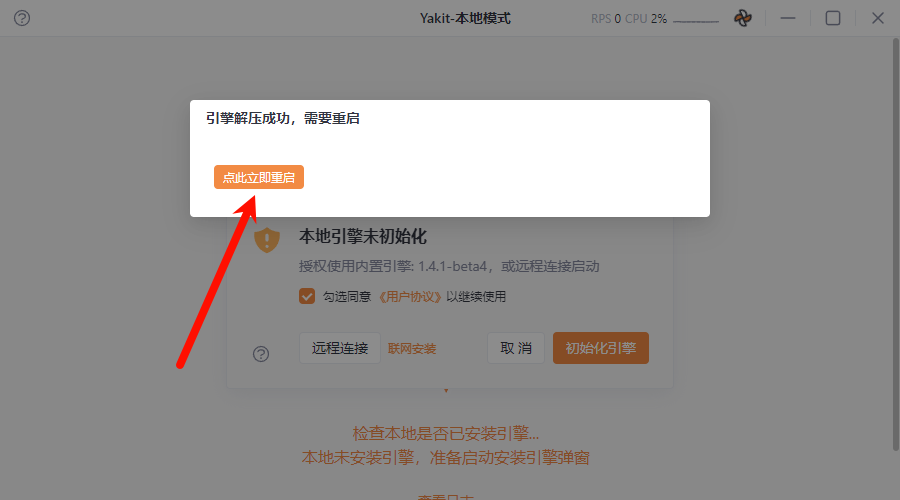 Yakit-本地模式
RPS 0 CPU 2%
引擎解压成功，需要重启
点此立即重启
本地引擎未初始化
授权使用内置引擎: 1.4.1-beta4，或远程连接启动
勾选同意《用户协议》以继续使用
远程连接 联网安装 取 消 初始化引擎
检查本地是否已安装引擎...
本地未安装引擎，准备启动安装引擎弹窗
查看日志